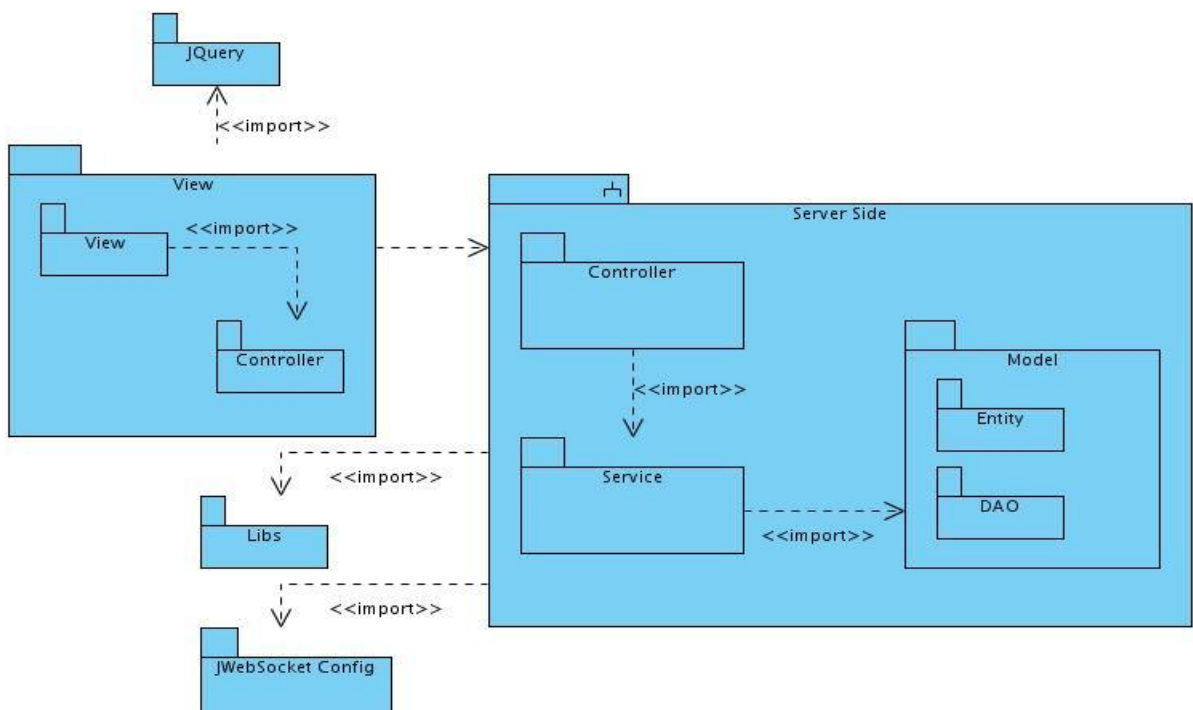 JQuery
<<import>>
View
View
<<import>>
Controller
Server Side
Controller
<<import>>
Service
<<import>>
Model
Entity
DAO
<<import>>
Libs
<<import>>
JWebSocket Config